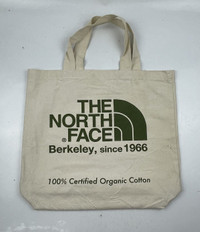 THE
NORTH
FACE
Berkeley, since 1966
100% Certified Organic Cotton